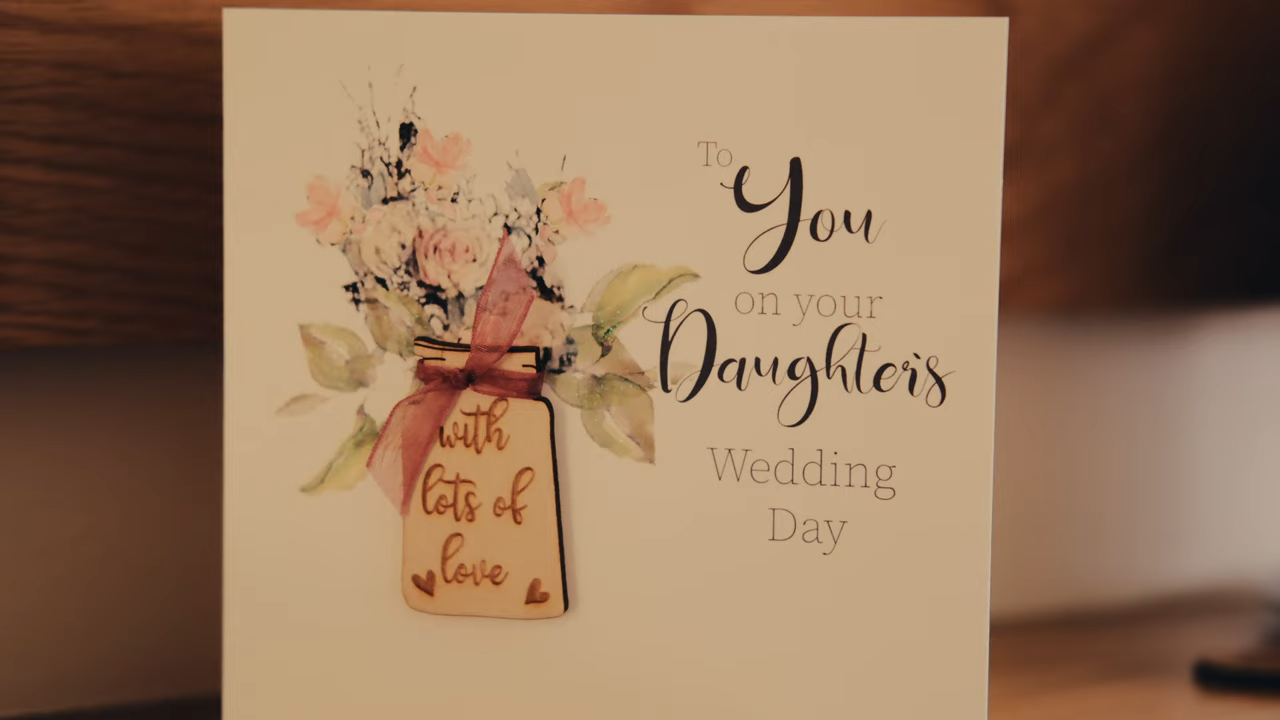 To
You
on your
Daughter's
Wedding
Day
with
lots of
love